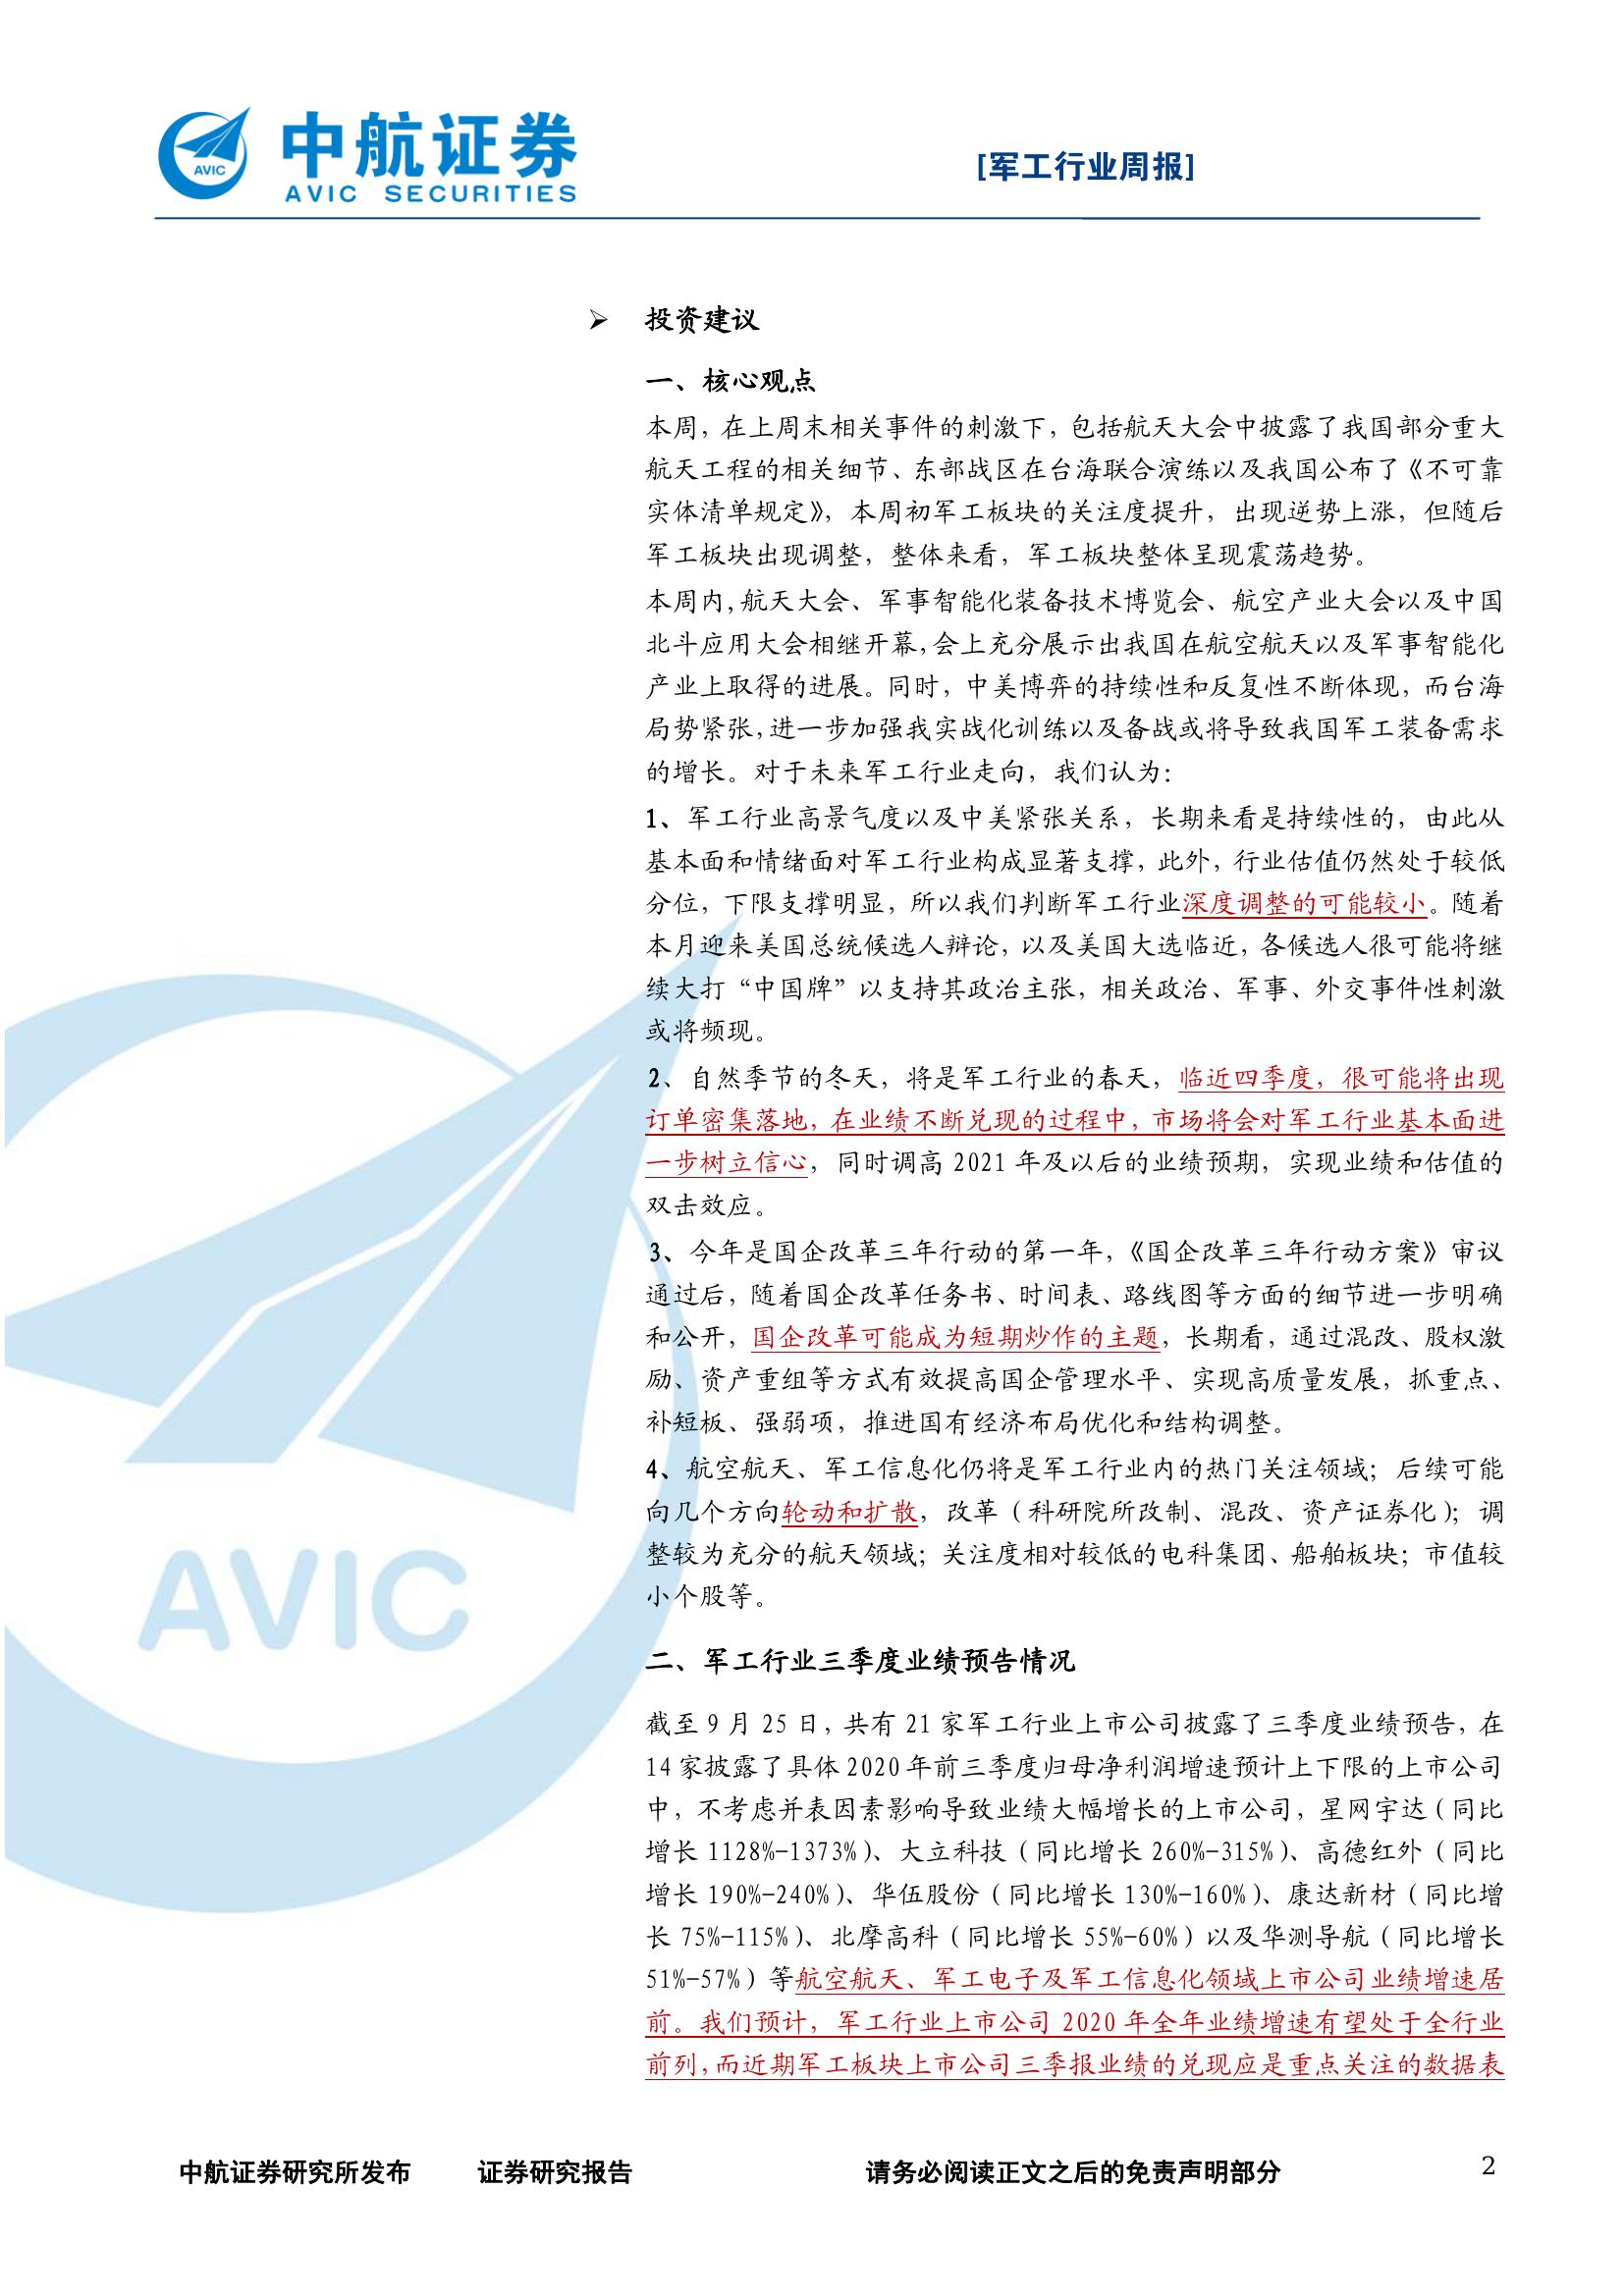 中航证券
AVIC SECURITIES
AVIC
[军工行业周报]
➢ 投资建议
一、核心观点
本周，在上周末相关事件的刺激下，包括航天大会中披露了我国部分重大
航天工程的相关细节、东部战区在台海联合演练以及我国公布了《不可靠
实体清单规定》，本周初军工板块的关注度提升，出现逆势上涨，但随后
军工板块出现调整，整体来看，军工板块整体呈现震荡趋势。
本周内，航天大会、军事智能化装备技术博览会、航空产业大会以及中国
北斗应用大会相继开幕，会上充分展示出我国在航空航天以及军事智能化
产业上取得的进展。同时，中美博弈的持续性和反复性不断体现，而台海
局势紧张，进一步加强我实战化训练以及备战或将导致我国军工装备需求
的增长。对于未来军工行业走向，我们认为：
1、军工行业高景气度以及中美紧张关系，长期来看是持续性的，由此从
基本面和情绪面对军工行业构成显著支撑，此外，行业估值仍然处于较低
分位，下限支撑明显，所以我们判断军工行业深度调整的可能较小。随着
本月迎来美国总统候选人辩论，以及美国大选临近，各候选人很可能将继
续大打“中国牌”以支持其政治主张，相关政治、军事、外交事件性刺激
或将频现。
2、自然季节的冬天，将是军工行业的春天，临近四季度，很可能将出现
订单密集落地，在业绩不断兑现的过程中，市场将会对军工行业基本面进
一步树立信心，同时调高 2021 年及以后的业绩预期，实现业绩和估值的
双击效应。
3、今年是国企改革三年行动的第一年，《国企改革三年行动方案》审议
通过后，随着国企改革任务书、时间表、路线图等方面的细节进一步明确
和公开，国企改革可能成为短期炒作的主题，长期看，通过混改、股权激
励、资产重组等方式有效提高国企管理水平、实现高质量发展，抓重点、
补短板、强弱项，推进国有经济布局优化和结构调整。
4、航空航天、军工信息化仍将是军工行业内的热门关注领域；后续可能
向几个方向轮动和扩散，改革（科研院所改制、混改、资产证券化）；调
整较为充分的航天领域；关注度相对较低的电科集团、船舶板块；市值较
小个股等。
AVIC
二、军工行业三季度业绩预告情况
截至 9 月 25 日，共有 21 家军工行业上市公司披露了三季度业绩预告，在
14 家披露了具体 2020 年前三季度归母净利润增速预计上下限的上市公司
中，不考虑并表因素影响导致业绩大幅增长的上市公司，星网宇达（同比
增长 1128%-1373%）、大立科技（同比增长 260%-315%）、高德红外（同比
增长 190%-240%）、华伍股份（同比增长 130%-160%）、康达新材（同比增
长 75%-115%）、北摩高科（同比增长 55%-60%）以及华测导航（同比增长
51%-57%）等航空航天、军工电子及军工信息化领域上市公司业绩增速居
前。我们预计，军工行业上市公司 2020 年全年业绩增速有望处于全行业
前列，而近期军工板块上市公司三季报业绩的兑现应是重点关注的数据表
中航证券研究所发布 证券研究报告 请务必阅读正文之后的免责声明部分 2